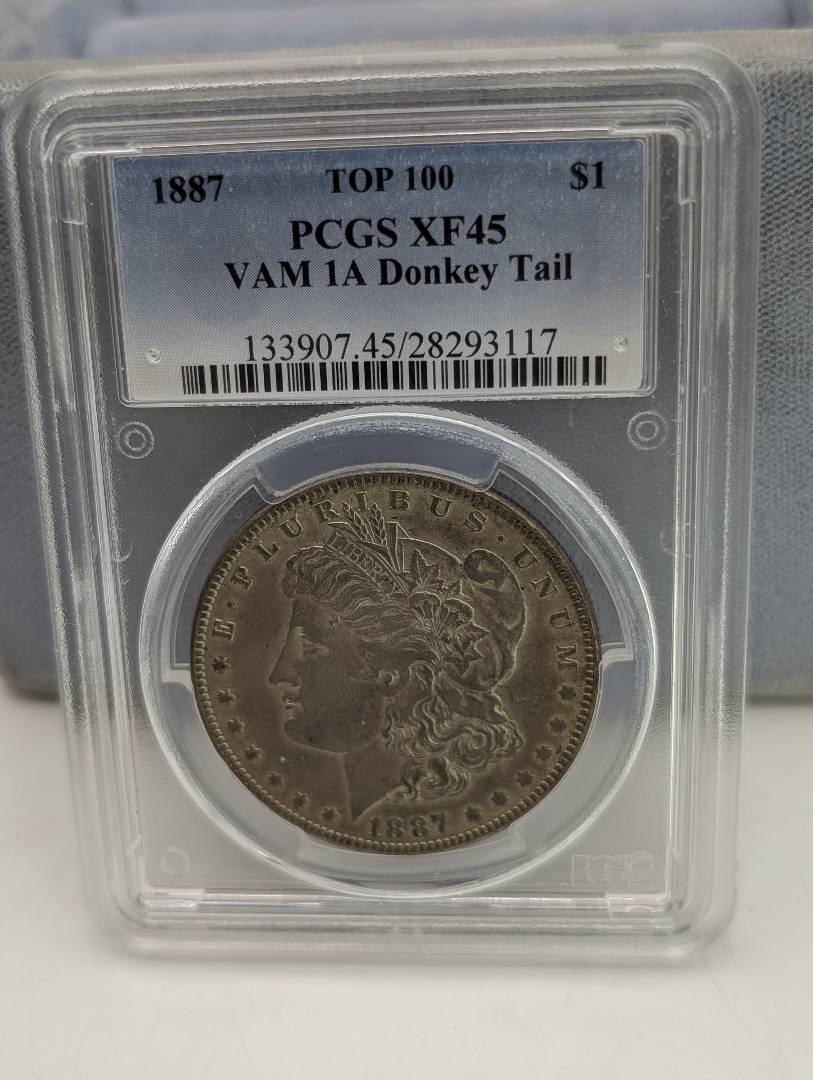 1887 TOP 100 $1
PCGS XF45
VAM 1A Donkey Tail
133907.45/28293117
E · PLURIBUS · UNUM
LIBERTY
1887
PCGS